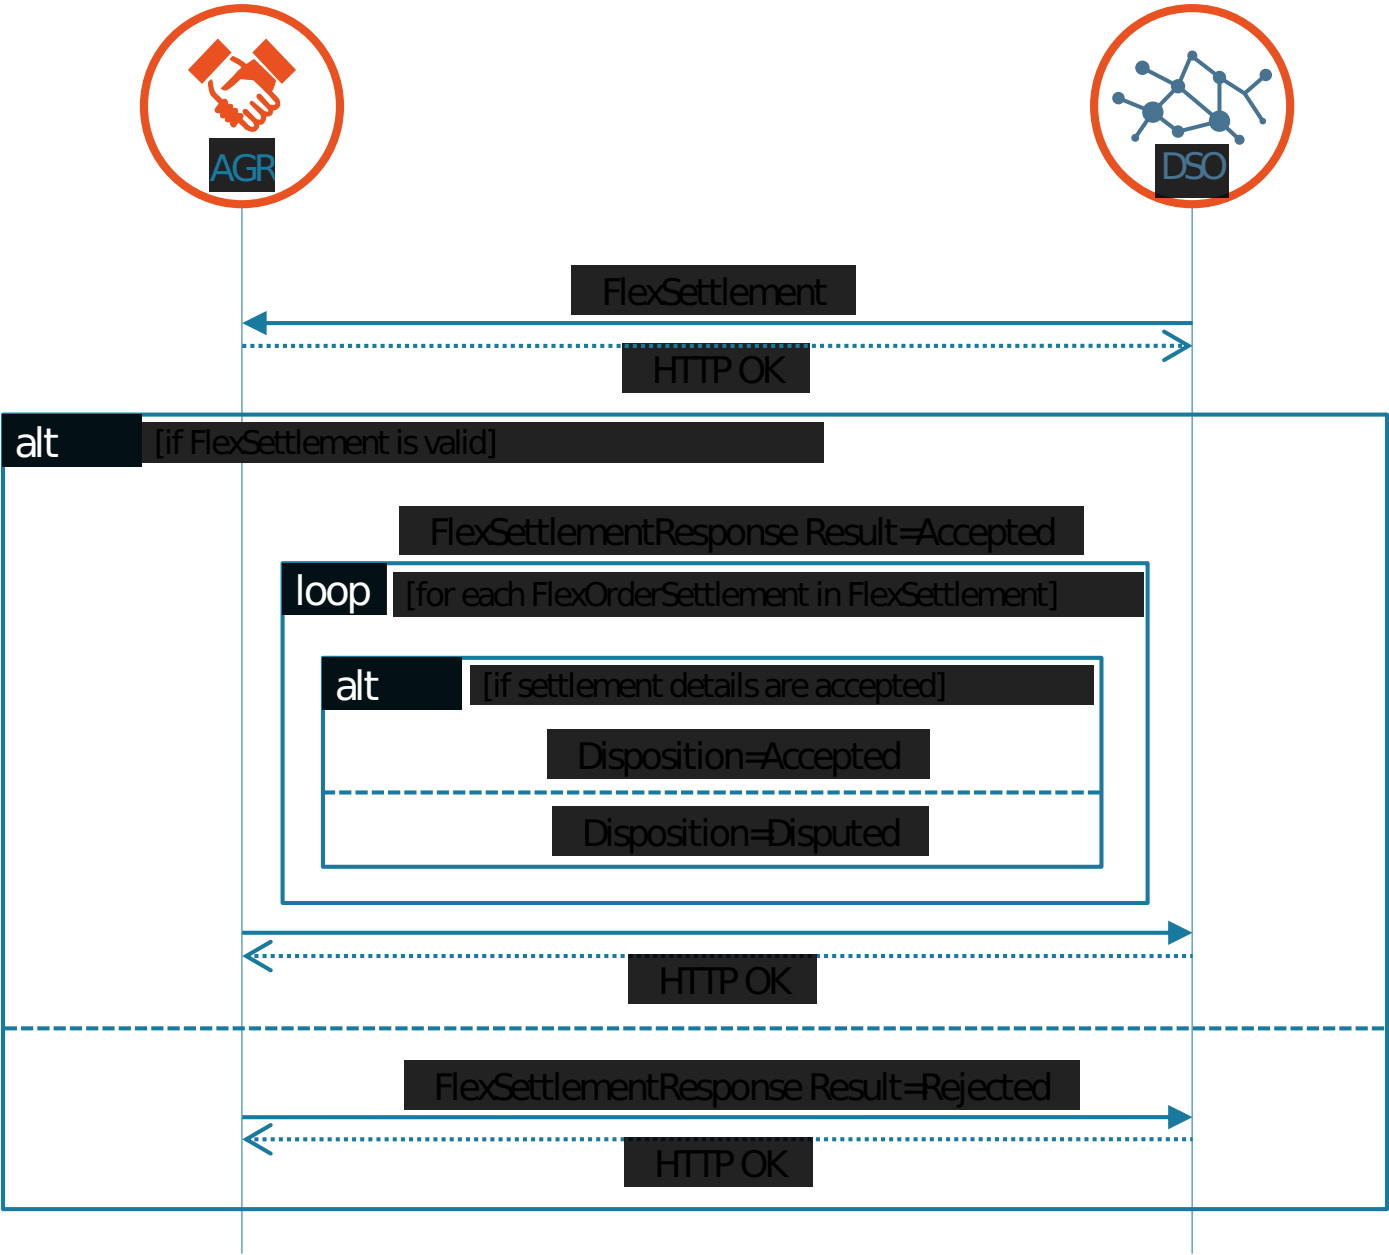 AGR
DSO
FlexSettlement
HTTP OK
alt [if FlexSettlement is valid]
FlexSettlementResponse Result=Accepted
loop [for each FlexOrderSettlement in FlexSettlement]
alt [if settlement details are accepted]
Disposition=Accepted
Disposition=Disputed
HTTP OK
FlexSettlementResponse Result=Rejected
HTTP OK